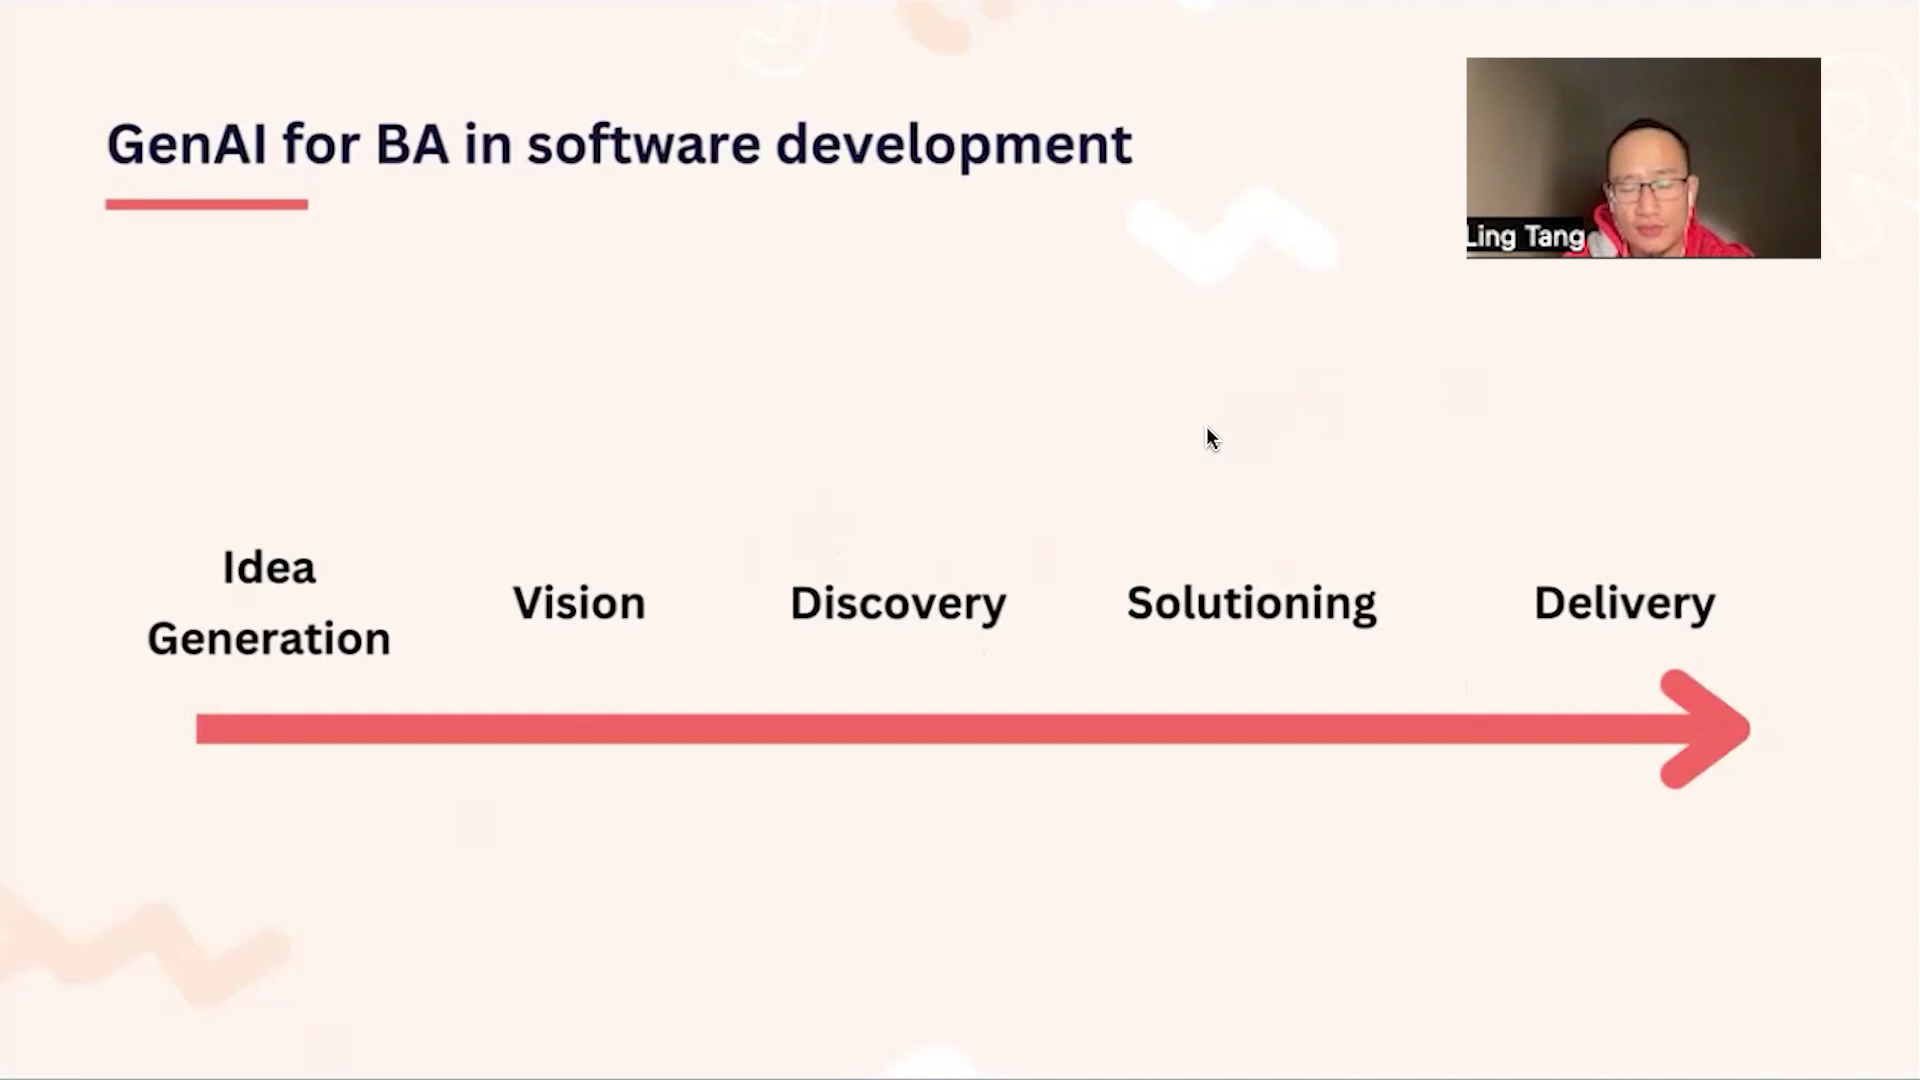 GenAI for BA in software development
Ling Tang
Idea
Generation
Vision
Discovery
Solutioning
Delivery